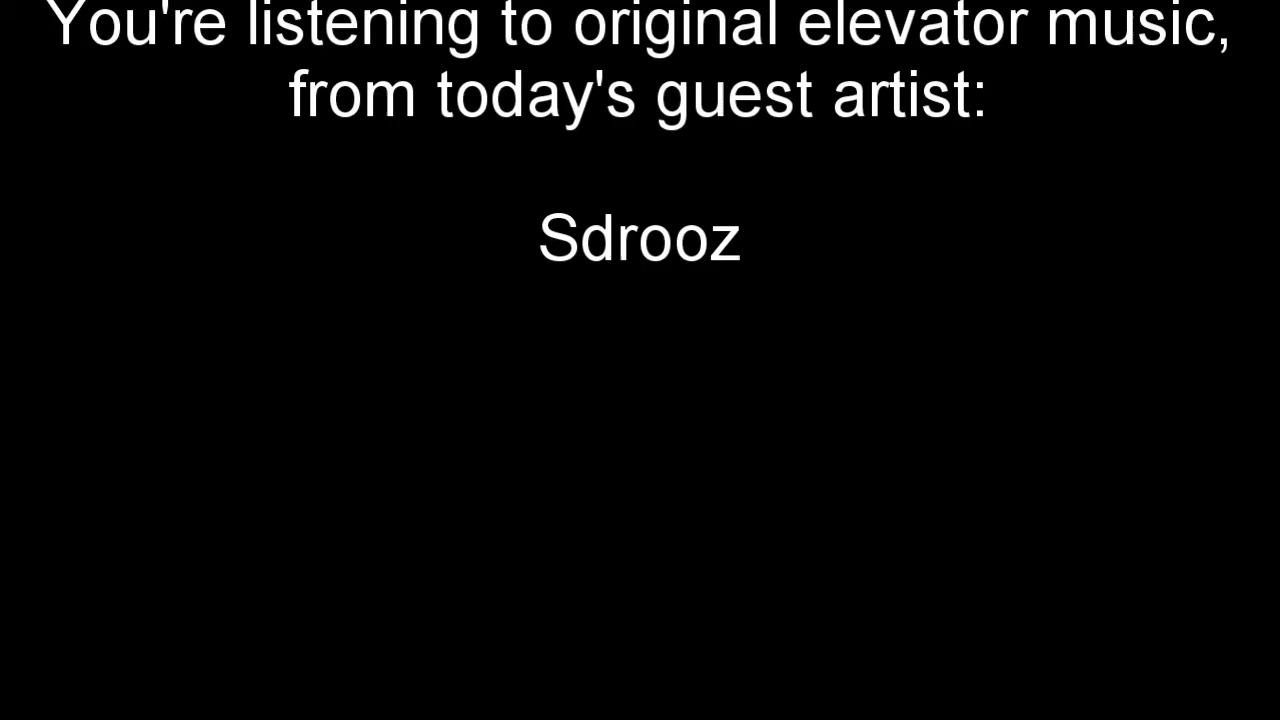 You're listening to original elevator music,
from today's guest artist:
Sdrooz